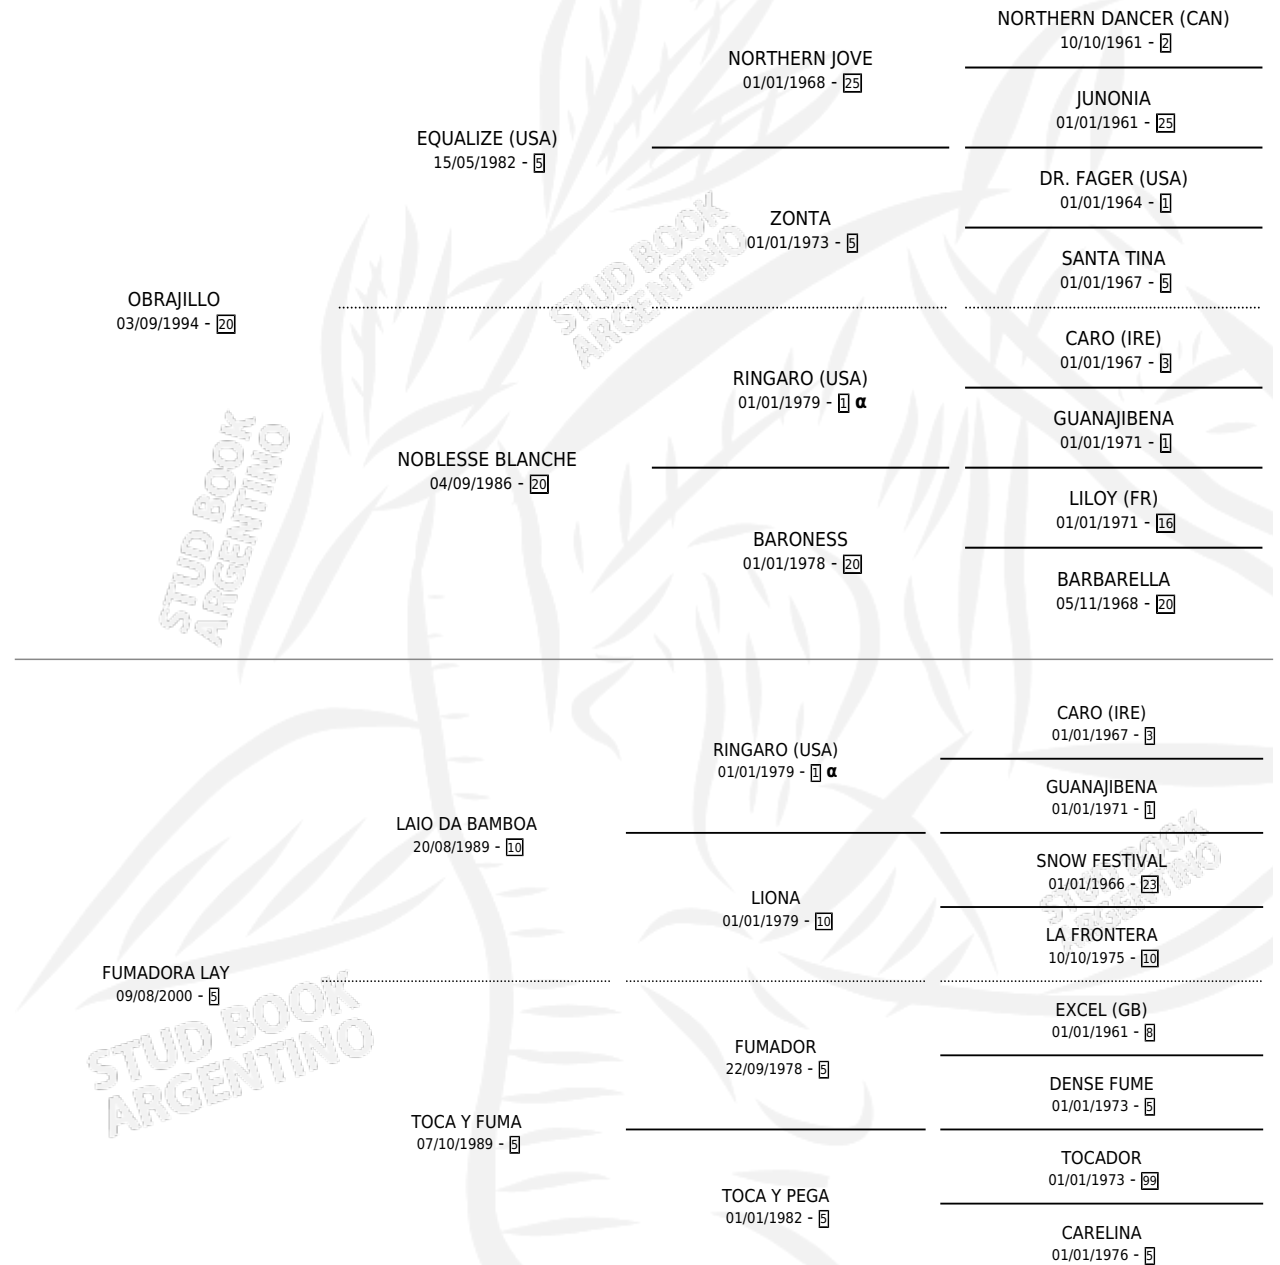 NORTHERN DANCER (CAN)
10/10/1961 - 2
NORTHERN JOVE
01/01/1968 - 25
JUNONIA
01/01/1961 - 25
EQUALIZE (USA)
15/05/1982 - 5
DR. FAGER (USA)
01/01/1964 - 1
ZONTA
01/01/1973 - 5
SANTA TINA
01/01/1967 - 5
OBRAJILLO
03/09/1994 - 20
CARO (IRE)
01/01/1967 - 3
RINGARO (USA)
01/01/1979 - 1 α
GUANAJIBENA
01/01/1971 - 1
NOBLESSE BLANCHE
04/09/1986 - 20
LILOY (FR)
01/01/1971 - 16
BARONESS
01/01/1978 - 20
BARBARELLA
05/11/1968 - 20
STUD BOOK
ARGENTINO
STUD BOOK
ARGENTINO
CARO (IRE)
01/01/1967 - 3
RINGARO (USA)
01/01/1979 - 1 α
GUANAJIBENA
01/01/1971 - 1
LAIO DA BAMBOA
20/08/1989 - 10
SNOW FESTIVAL
01/01/1966 - 23
LIONA
01/01/1979 - 10
LA FRONTERA
10/10/1975 - 10
FUMADORA LAY
09/08/2000 - 5
EXCEL (GB)
01/01/1961 - 8
FUMADOR
22/09/1978 - 5
DENSE FUME
01/01/1973 - 5
TOCA Y FUMA
07/10/1989 - 5
TOCADOR
01/01/1973 - 99
TOCA Y PEGA
01/01/1982 - 5
CARELINA
01/01/1976 - 5
STUD BOOK
ARGENTINO
STUD BOOK
ARGENTINO